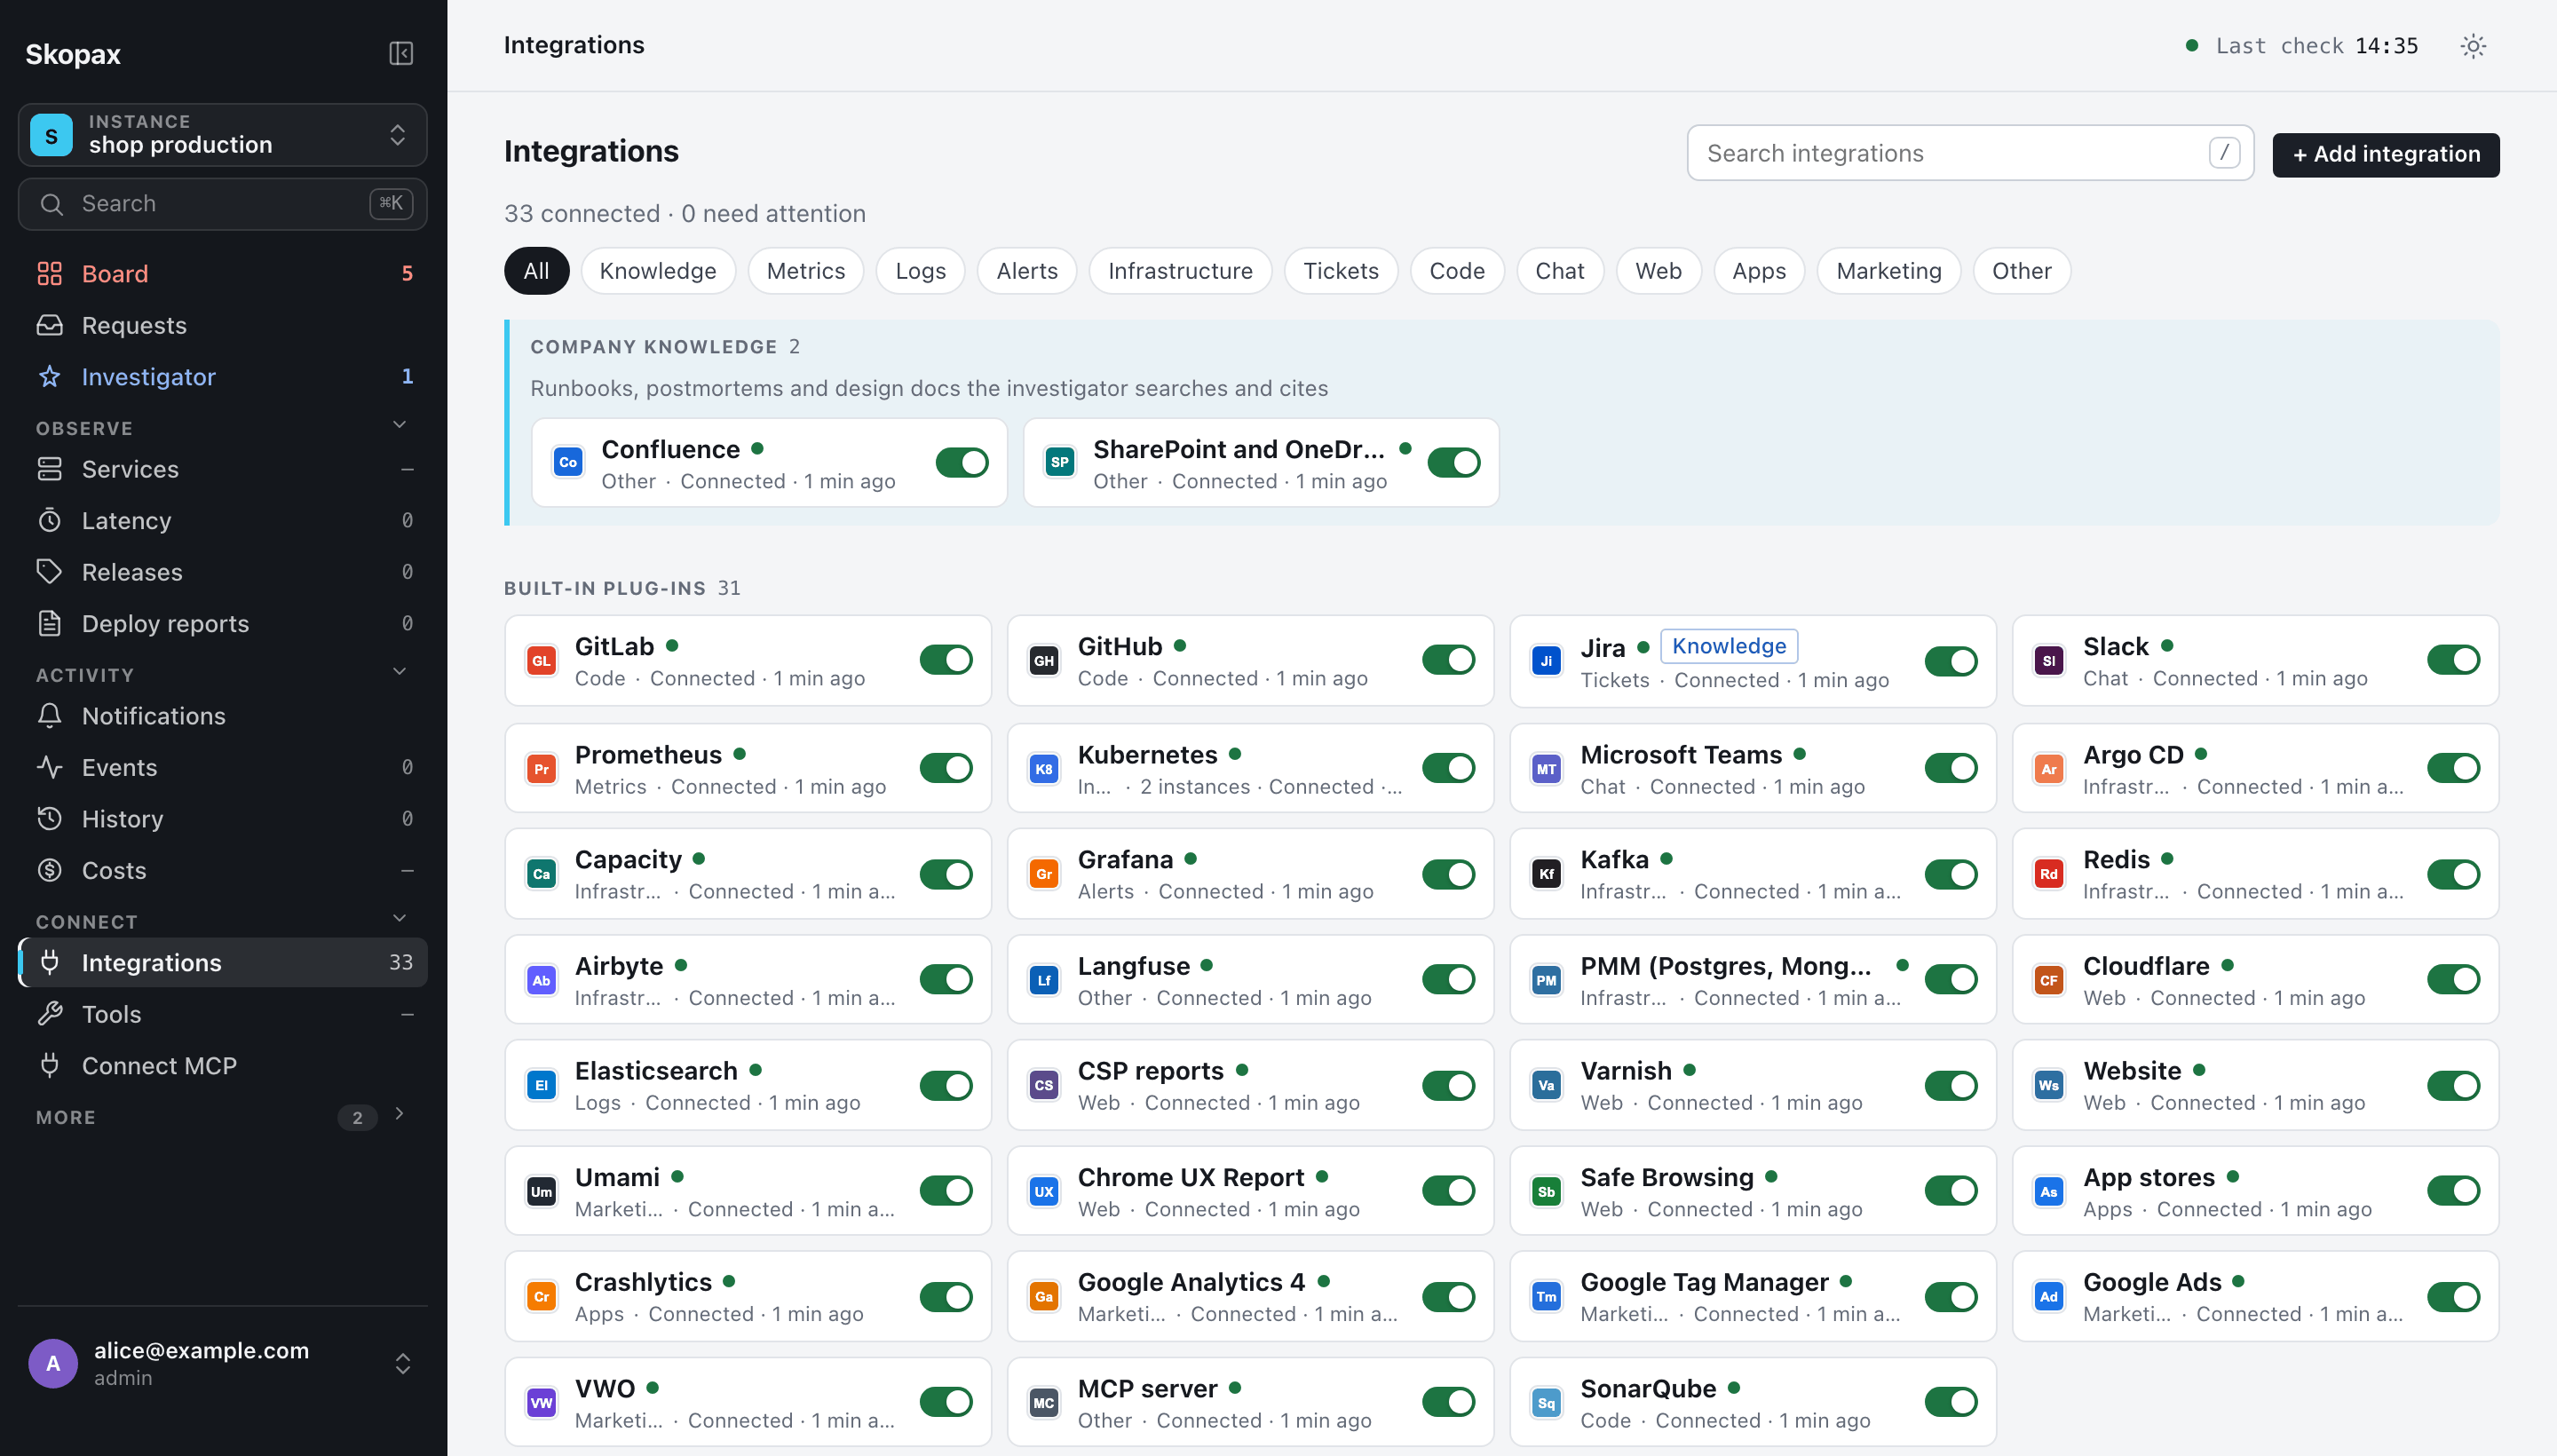 Skopax
S
INSTANCE
shop production
Search ⌘K
Board 5
Requests
Investigator 1
OBSERVE
Services –
Latency 0
Releases 0
Deploy reports 0
ACTIVITY
Notifications
Events 0
History 0
Costs –
CONNECT
Integrations 33
Tools –
Connect MCP
MORE 2
A
alice@example.com
admin
Integrations
Last check 14:35
Integrations
Search integrations /
+ Add integration
33 connected · 0 need attention
All Knowledge Metrics Logs Alerts Infrastructure Tickets Code Chat Web Apps Marketing Other
COMPANY KNOWLEDGE 2
Runbooks, postmortems and design docs the investigator searches and cites
Co Confluence
Other · Connected · 1 min ago
SP SharePoint and OneDr...
Other · Connected · 1 min ago
BUILT-IN PLUG-INS 31
GL GitLab
Code · Connected · 1 min ago
GH GitHub
Code · Connected · 1 min ago
Ji Jira Knowledge
Tickets · Connected · 1 min ago
Sl Slack
Chat · Connected · 1 min ago
Pr Prometheus
Metrics · Connected · 1 min ago
K8 Kubernetes
In... · 2 instances · Connected ·...
MT Microsoft Teams
Chat · Connected · 1 min ago
Ar Argo CD
Infrastr... · Connected · 1 min a...
Ca Capacity
Infrastr... · Connected · 1 min a...
Gr Grafana
Alerts · Connected · 1 min ago
Kf Kafka
Infrastr... · Connected · 1 min a...
Rd Redis
Infrastr... · Connected · 1 min a...
Ab Airbyte
Infrastr... · Connected · 1 min a...
Lf Langfuse
Other · Connected · 1 min ago
PM PMM (Postgres, Mong...
Infrastr... · Connected · 1 min a...
CF Cloudflare
Web · Connected · 1 min ago
El Elasticsearch
Logs · Connected · 1 min ago
CS CSP reports
Web · Connected · 1 min ago
Va Varnish
Web · Connected · 1 min ago
Ws Website
Web · Connected · 1 min ago
Um Umami
Marketi... · Connected · 1 min a...
UX Chrome UX Report
Web · Connected · 1 min ago
Sb Safe Browsing
Web · Connected · 1 min ago
As App stores
Apps · Connected · 1 min ago
Cr Crashlytics
Apps · Connected · 1 min ago
Ga Google Analytics 4
Marketi... · Connected · 1 min a...
Tm Google Tag Manager
Marketi... · Connected · 1 min a...
Ad Google Ads
Marketi... · Connected · 1 min a...
VW VWO
Marketi... · Connected · 1 min a...
MC MCP server
Other · Connected · 1 min ago
Sq SonarQube
Code · Connected · 1 min ago